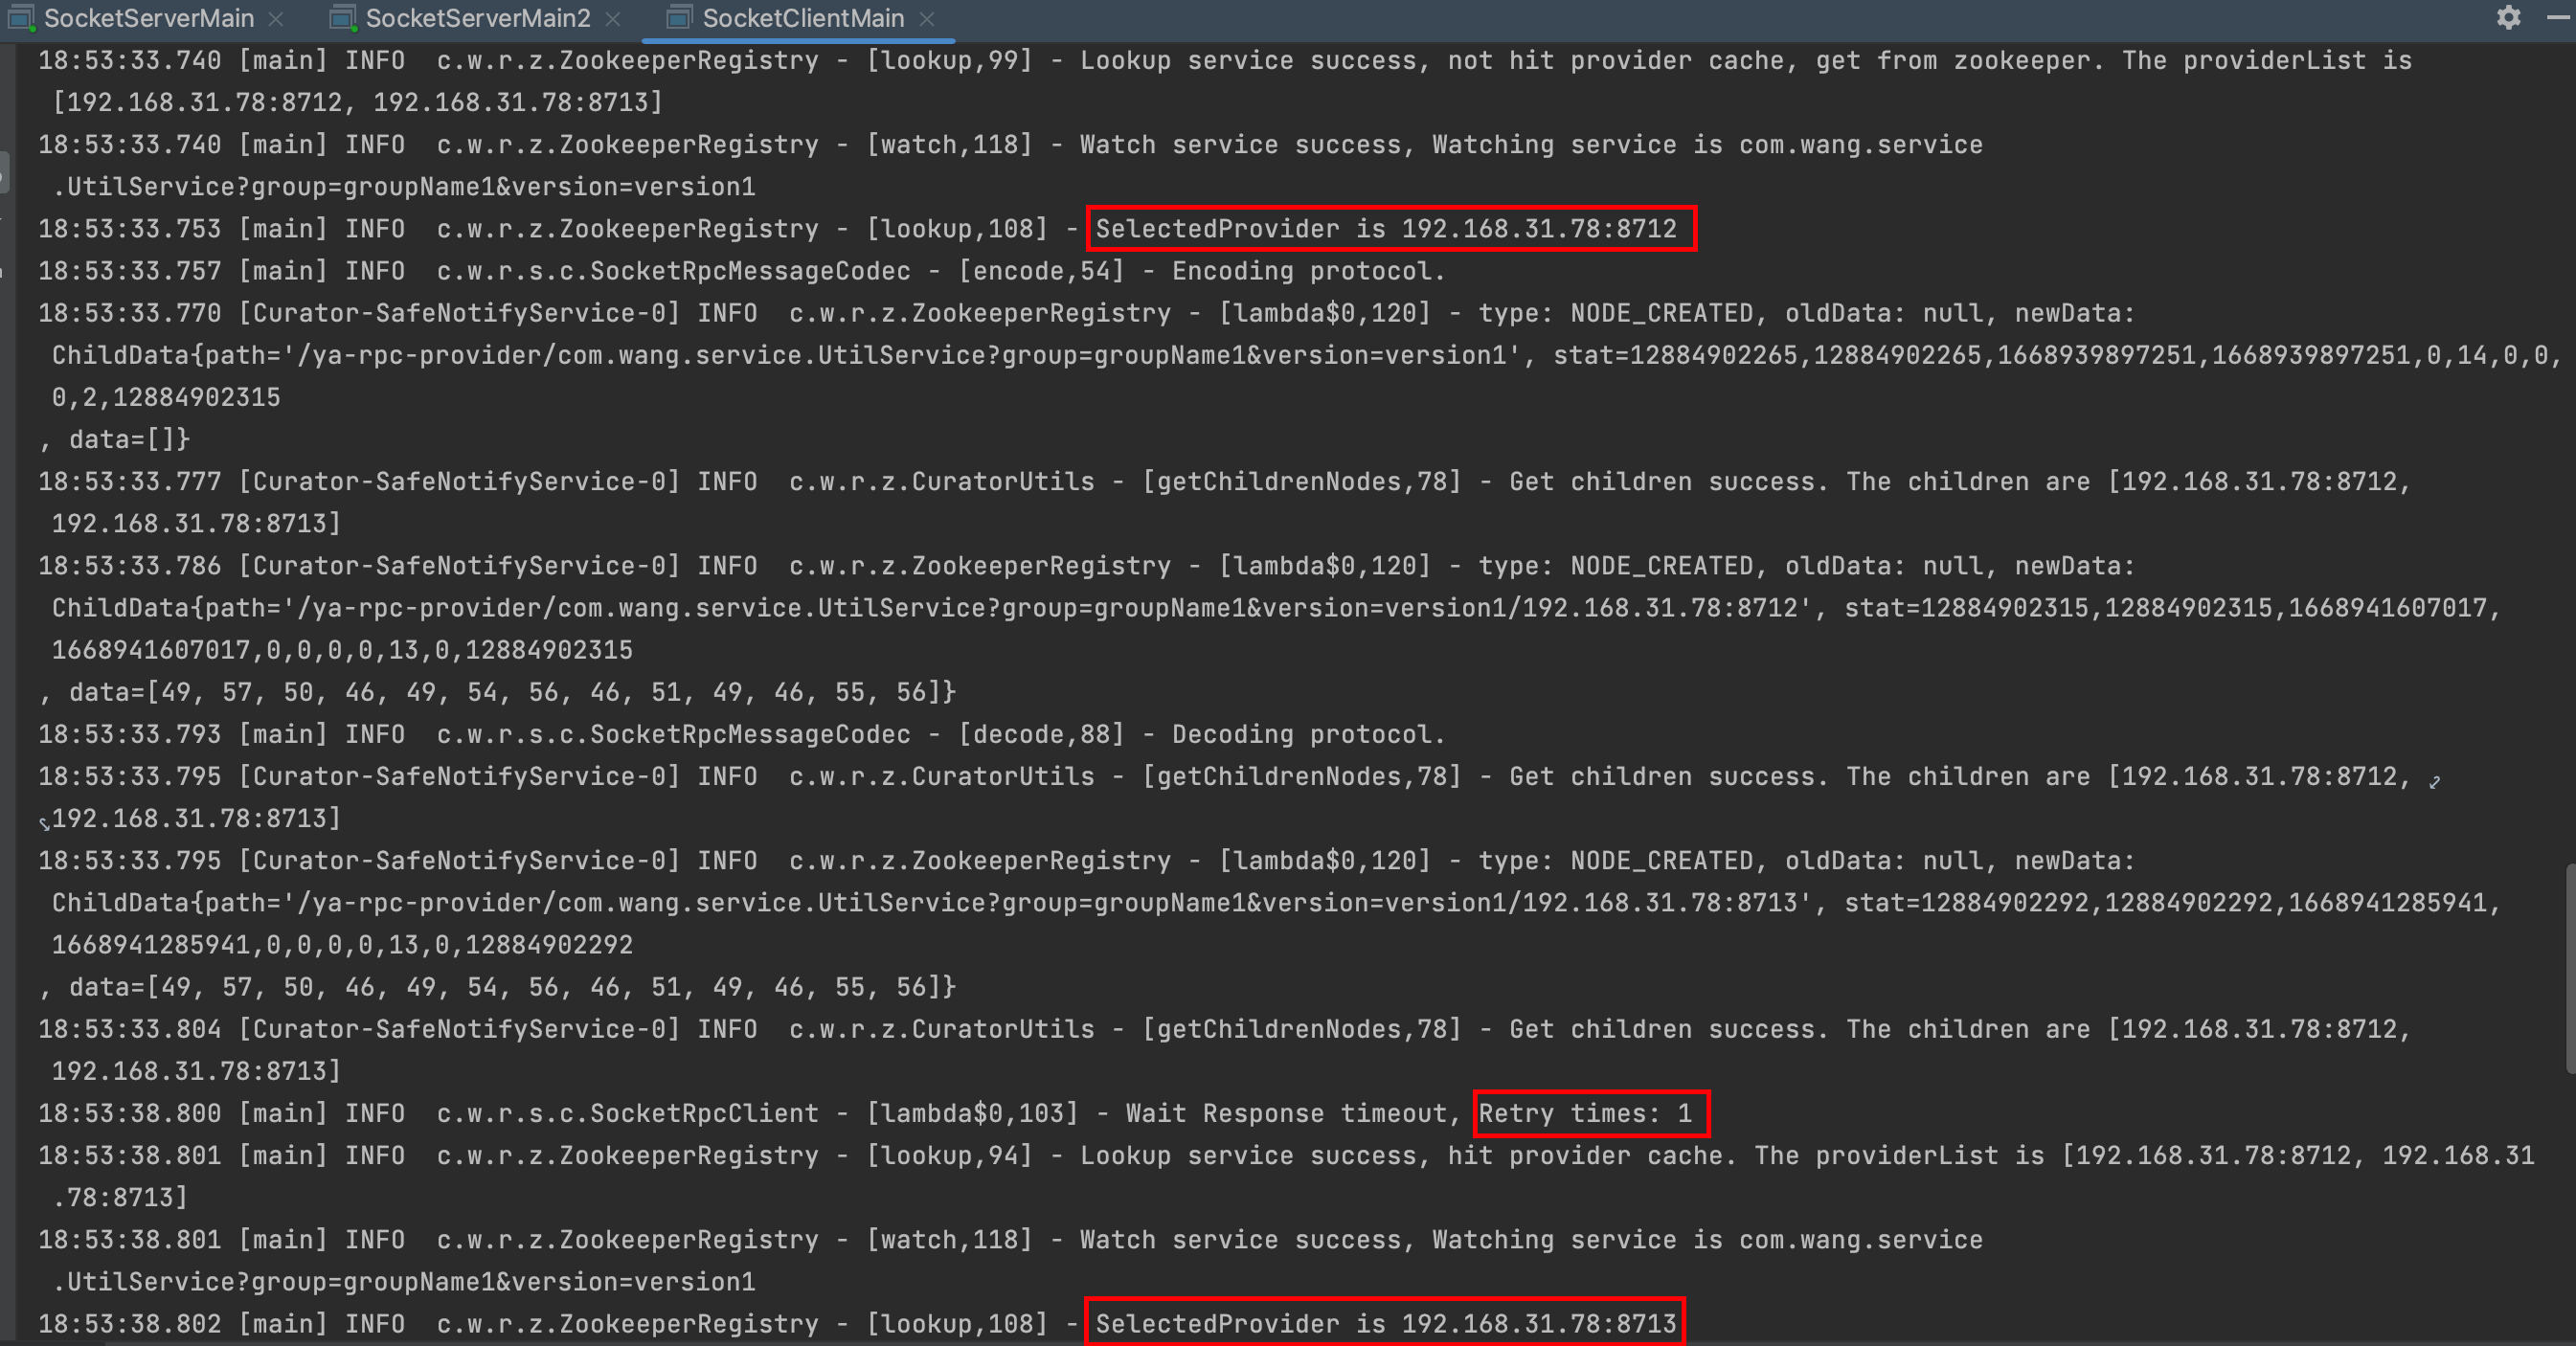 SocketServerMain SocketServerMain2 SocketClientMain
18:53:33.740 [main] INFO  c.w.r.z.ZookeeperRegistry - [lookup,99] - Lookup service success, not hit provider cache, get from zookeeper. The providerList is
[192.168.31.78:8712, 192.168.31.78:8713]
18:53:33.740 [main] INFO  c.w.r.z.ZookeeperRegistry - [watch,118] - Watch service success, Watching service is com.wang.service
.UtilService?group=groupName1&version=version1
18:53:33.753 [main] INFO  c.w.r.z.ZookeeperRegistry - [lookup,108] - SelectedProvider is 192.168.31.78:8712
18:53:33.757 [main] INFO  c.w.r.s.c.SocketRpcMessageCodec - [encode,54] - Encoding protocol.
18:53:33.770 [Curator-SafeNotifyService-0] INFO  c.w.r.z.ZookeeperRegistry - [lambda$0,120] - type: NODE_CREATED, oldData: null, newData:
ChildData{path='/ya-rpc-provider/com.wang.service.UtilService?group=groupName1&version=version1', stat=12884902265,12884902265,1668939897251,1668939897251,0,14,0,0,
0,2,12884902315
, data=[]}
18:53:33.777 [Curator-SafeNotifyService-0] INFO  c.w.r.z.CuratorUtils - [getChildrenNodes,78] - Get children success. The children are [192.168.31.78:8712,
192.168.31.78:8713]
18:53:33.786 [Curator-SafeNotifyService-0] INFO  c.w.r.z.ZookeeperRegistry - [lambda$0,120] - type: NODE_CREATED, oldData: null, newData:
ChildData{path='/ya-rpc-provider/com.wang.service.UtilService?group=groupName1&version=version1/192.168.31.78:8712', stat=12884902315,12884902315,1668941607017,
1668941607017,0,0,0,0,13,0,12884902315
, data=[49, 57, 50, 46, 49, 54, 56, 46, 51, 49, 46, 55, 56]}
18:53:33.793 [main] INFO  c.w.r.s.c.SocketRpcMessageCodec - [decode,88] - Decoding protocol.
18:53:33.795 [Curator-SafeNotifyService-0] INFO  c.w.r.z.CuratorUtils - [getChildrenNodes,78] - Get children success. The children are [192.168.31.78:8712,
192.168.31.78:8713]
18:53:33.795 [Curator-SafeNotifyService-0] INFO  c.w.r.z.ZookeeperRegistry - [lambda$0,120] - type: NODE_CREATED, oldData: null, newData:
ChildData{path='/ya-rpc-provider/com.wang.service.UtilService?group=groupName1&version=version1/192.168.31.78:8713', stat=12884902292,12884902292,1668941285941,
1668941285941,0,0,0,0,13,0,12884902292
, data=[49, 57, 50, 46, 49, 54, 56, 46, 51, 49, 46, 55, 56]}
18:53:33.804 [Curator-SafeNotifyService-0] INFO  c.w.r.z.CuratorUtils - [getChildrenNodes,78] - Get children success. The children are [192.168.31.78:8712,
192.168.31.78:8713]
18:53:38.800 [main] INFO  c.w.r.s.c.SocketRpcClient - [lambda$0,103] - Wait Response timeout, Retry times: 1
18:53:38.801 [main] INFO  c.w.r.z.ZookeeperRegistry - [lookup,94] - Lookup service success, hit provider cache. The providerList is [192.168.31.78:8712, 192.168.31
.78:8713]
18:53:38.801 [main] INFO  c.w.r.z.ZookeeperRegistry - [watch,118] - Watch service success, Watching service is com.wang.service
.UtilService?group=groupName1&version=version1
18:53:38.802 [main] INFO  c.w.r.z.ZookeeperRegistry - [lookup,108] - SelectedProvider is 192.168.31.78:8713